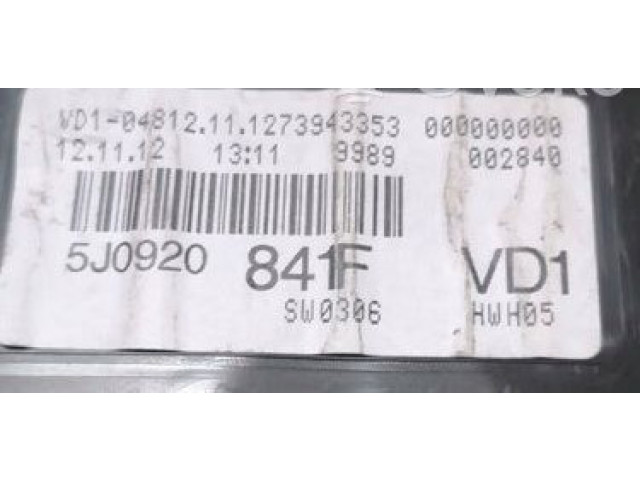 VD1-04812.11.1273943353 000000000
12.11.12 13:11 9989 002840
5J0920 841F VD1
SW0306 HWH05